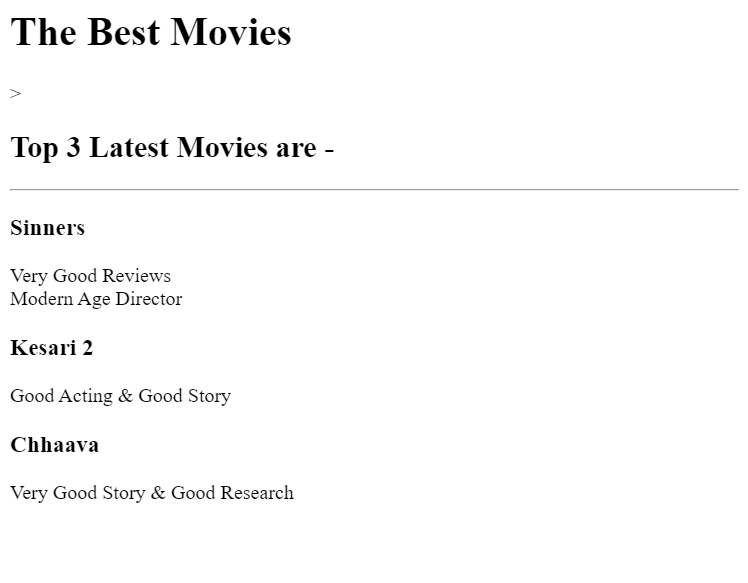 The Best Movies
>
Top 3 Latest Movies are -
Sinners
Very Good Reviews
Modern Age Director
Kesari 2
Good Acting & Good Story
Chhaava
Very Good Story & Good Research